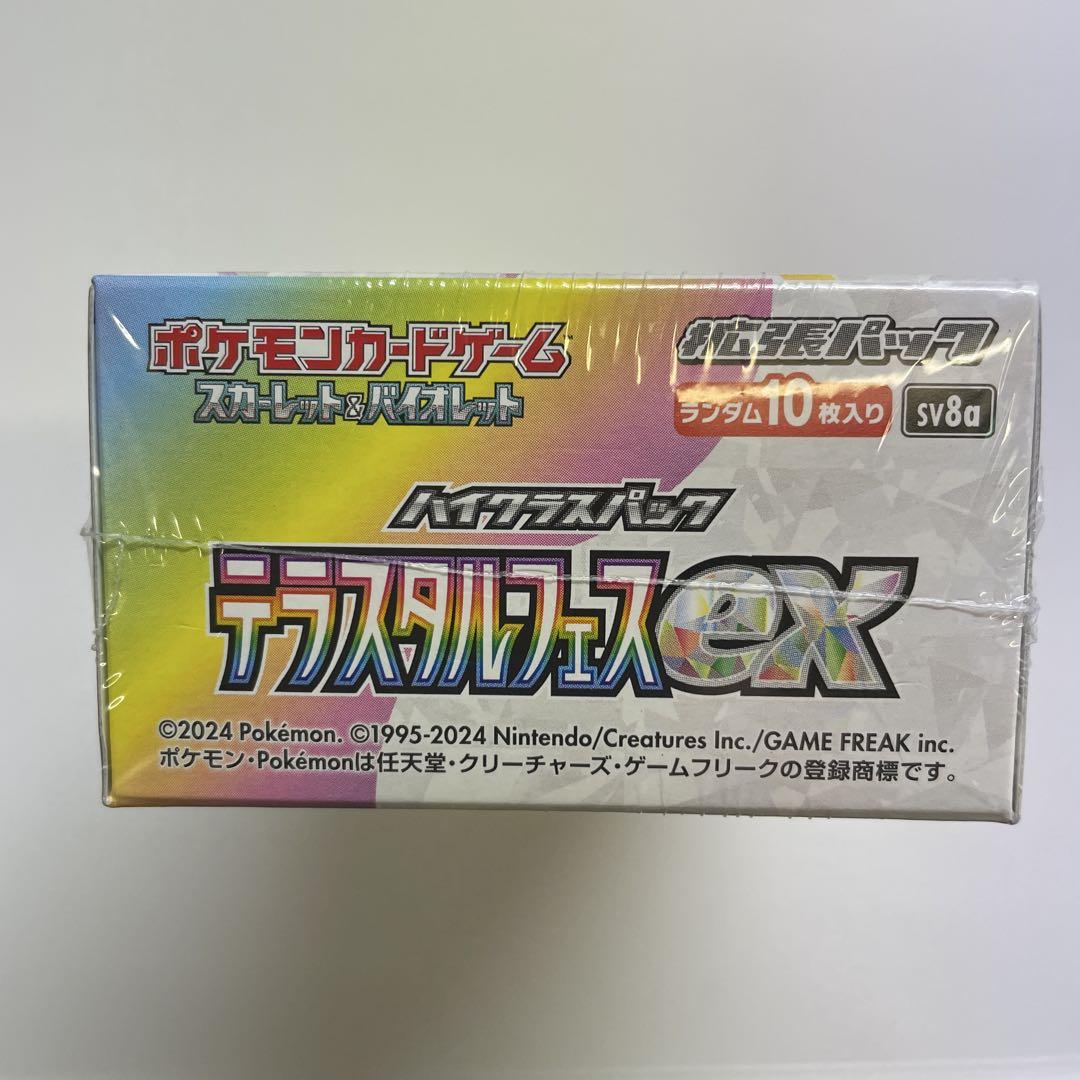 ポケモンカードゲーム™
スカーレット&バイオレット
拡張パック
ランダム10枚入り
sv8a
ハイクラスパック
テラスタルフェスex
©2024 Pokémon. ©1995-2024 Nintendo/Creatures Inc./GAME FREAK inc.
ポケモン・Pokémonは任天堂・クリーチャーズ・ゲームフリークの登録商標です。